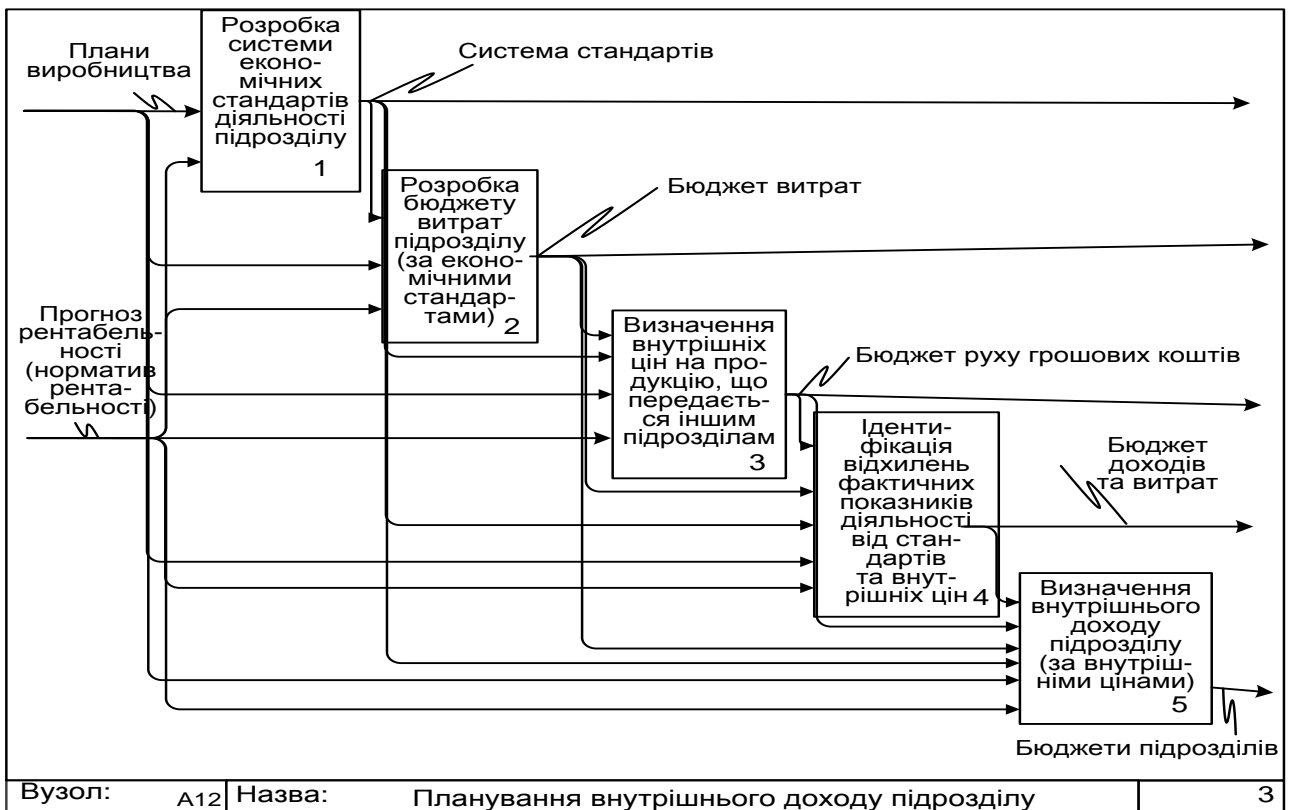 Розробка
системи
еконо-
мічних
стандартів
діяльності
підрозділу
1
Плани
виробництва
Система стандартів
Розробка
бюджету
витрат
підрозділу
(за еконо-
мічними
стандар-
тами)
2
Бюджет витрат
Прогноз
рентабель-
ності
(норматив
рента-
бельності)
Визначення
внутрішніх
цін на про-
дукцію, що
передаєть-
ся іншим
підрозділам
3
Бюджет руху грошових коштів
Іденти-
фікація
відхилень
фактичних
показників
діяльності
від стан-
дартів
та внут-
рішніх цін
4
Бюджет
доходів
та витрат
Визначення
внутрішнього
доходу
підрозділу
(за внутріш-
німи цінами)
5
Бюджети підрозділів
Вузол: А12 Назва: Планування внутрішнього доходу підрозділу 3